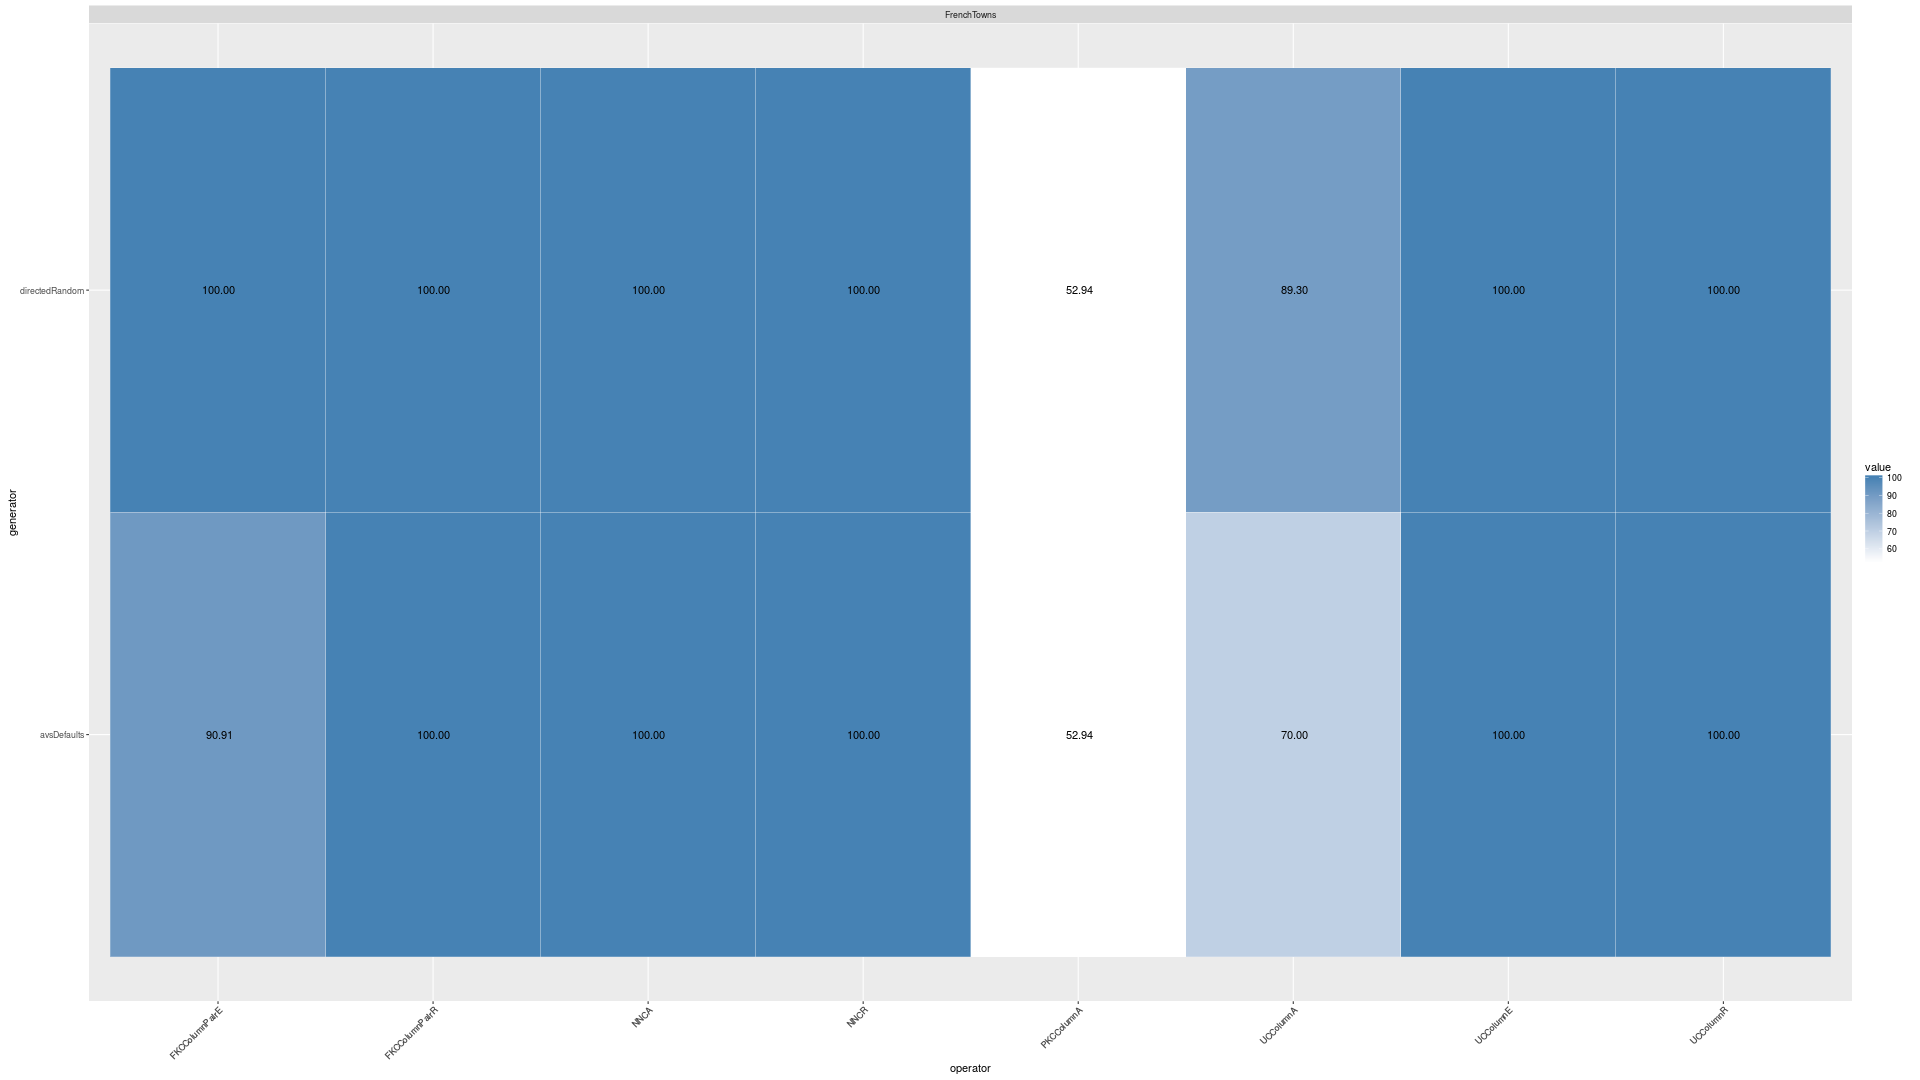 FrenchTowns
generator
directedRandom
100.00 100.00 100.00 100.00 52.94 89.30 100.00 100.00
avsDefaults
90.91 100.00 100.00 100.00 52.94 70.00 100.00 100.00
FKCColumnPairE FKCColumnPairR NNCA NNCR PKCColumnA UCColumnA UCColumnE UCColumnR
operator
value
100
90
80
70
60